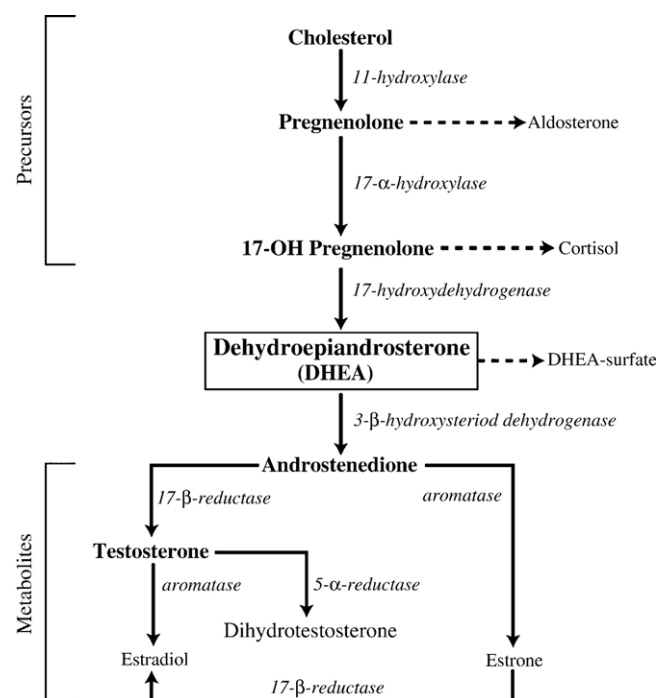 Precursors
Cholesterol
11-hydroxylase
Pregnenolone
Aldosterone
17-α-hydroxylase
17-OH Pregnenolone
Cortisol
17-hydroxydehydrogenase
Dehydroepiandrosterone
(DHEA)
DHEA-surfate
3-β-hydroxysteriod dehydrogenase
Metabolites
Androstenedione
17-β-reductase
aromatase
Testosterone
aromatase
5-α-reductase
Dihydrotestosterone
Estradiol
Estrone
17-β-reductase